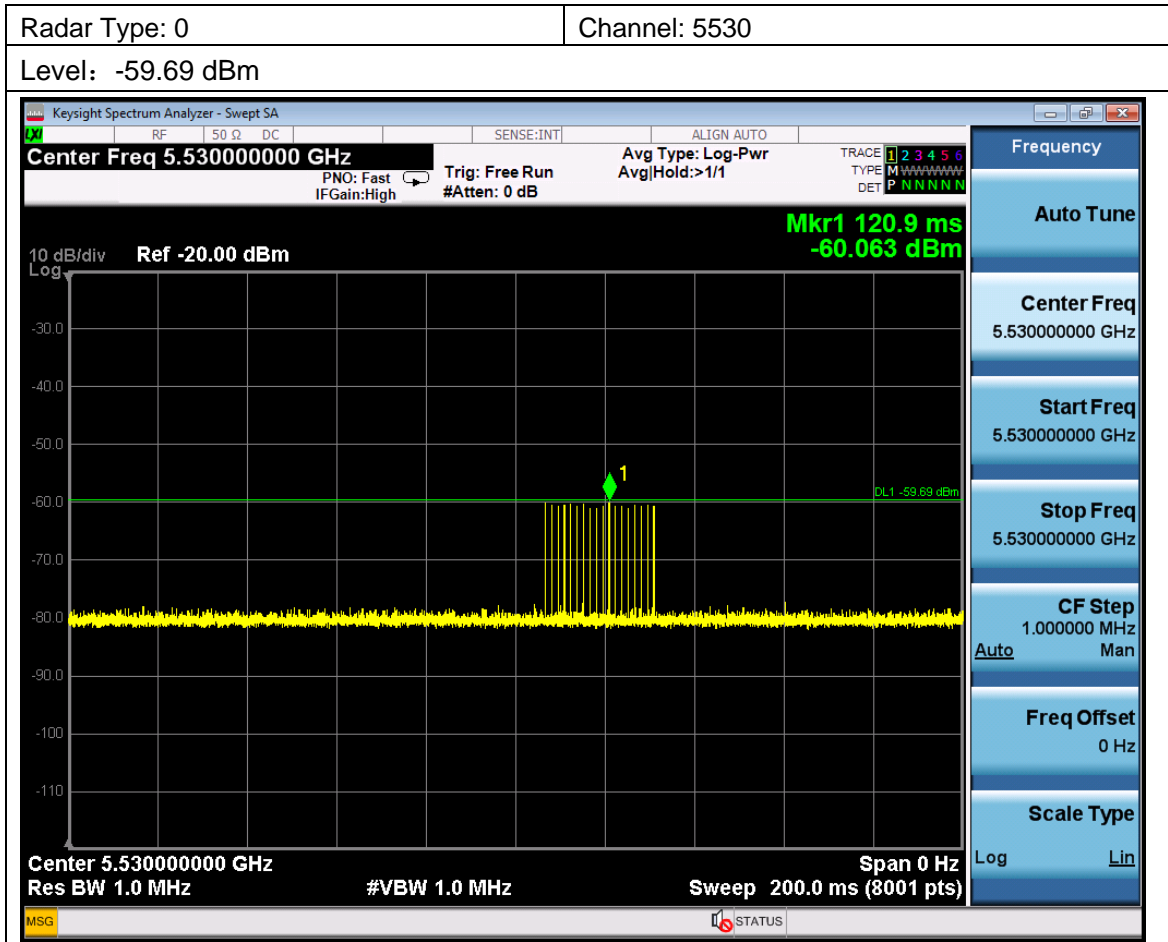 Radar Type: 0
Channel: 5530
Level：-59.69 dBm
Keysight Spectrum Analyzer - Swept SA
LXI RF 50 Ω DC SENSE:INT ALIGN AUTO
Center Freq 5.530000000 GHz
PNO: Fast
IFGain:High
Trig: Free Run
#Atten: 0 dB
Avg Type: Log-Pwr
Avg|Hold:>1/1
TRACE 1 2 3 4 5 6
TYPE M W W W W W
DET P N N N N N
Mkr1 120.9 ms
-60.063 dBm
10 dB/div Ref -20.00 dBm
Log
-30.0
-40.0
-50.0
-60.0
-70.0
-80.0
-90.0
-100
-110
1
DL1 -59.69 dBm
Center 5.530000000 GHz Span 0 Hz
Res BW 1.0 MHz #VBW 1.0 MHz Sweep 200.0 ms (8001 pts)
MSG STATUS
Frequency
Auto Tune
Center Freq
5.530000000 GHz
Start Freq
5.530000000 GHz
Stop Freq
5.530000000 GHz
CF Step
1.000000 MHz
Auto Man
Freq Offset
0 Hz
Scale Type
Log Lin